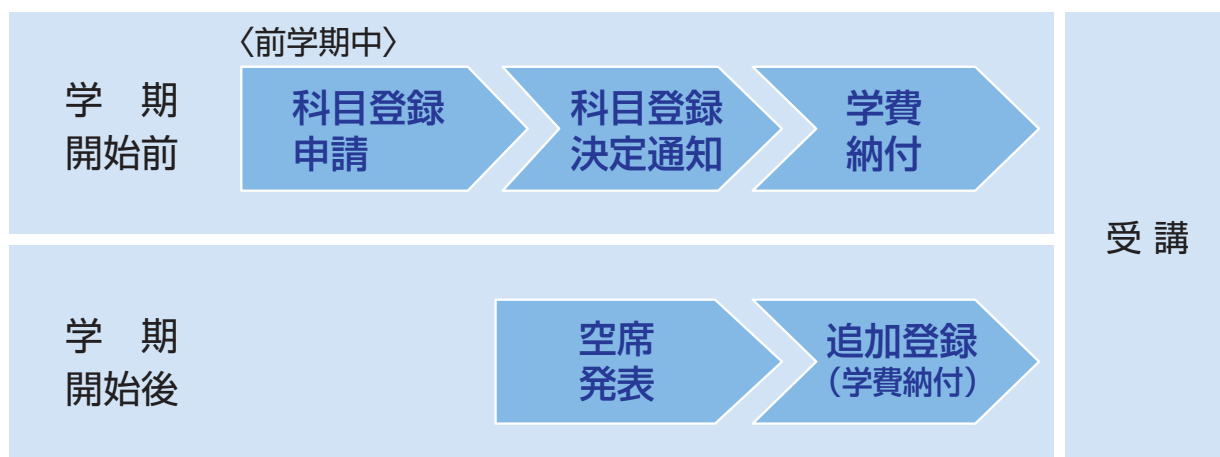 〈前学期中〉
学　期
開始前
科目登録
申請
科目登録
決定通知
学費
納付
学　期
開始後
空席
発表
追加登録
（学費納付）
受 講